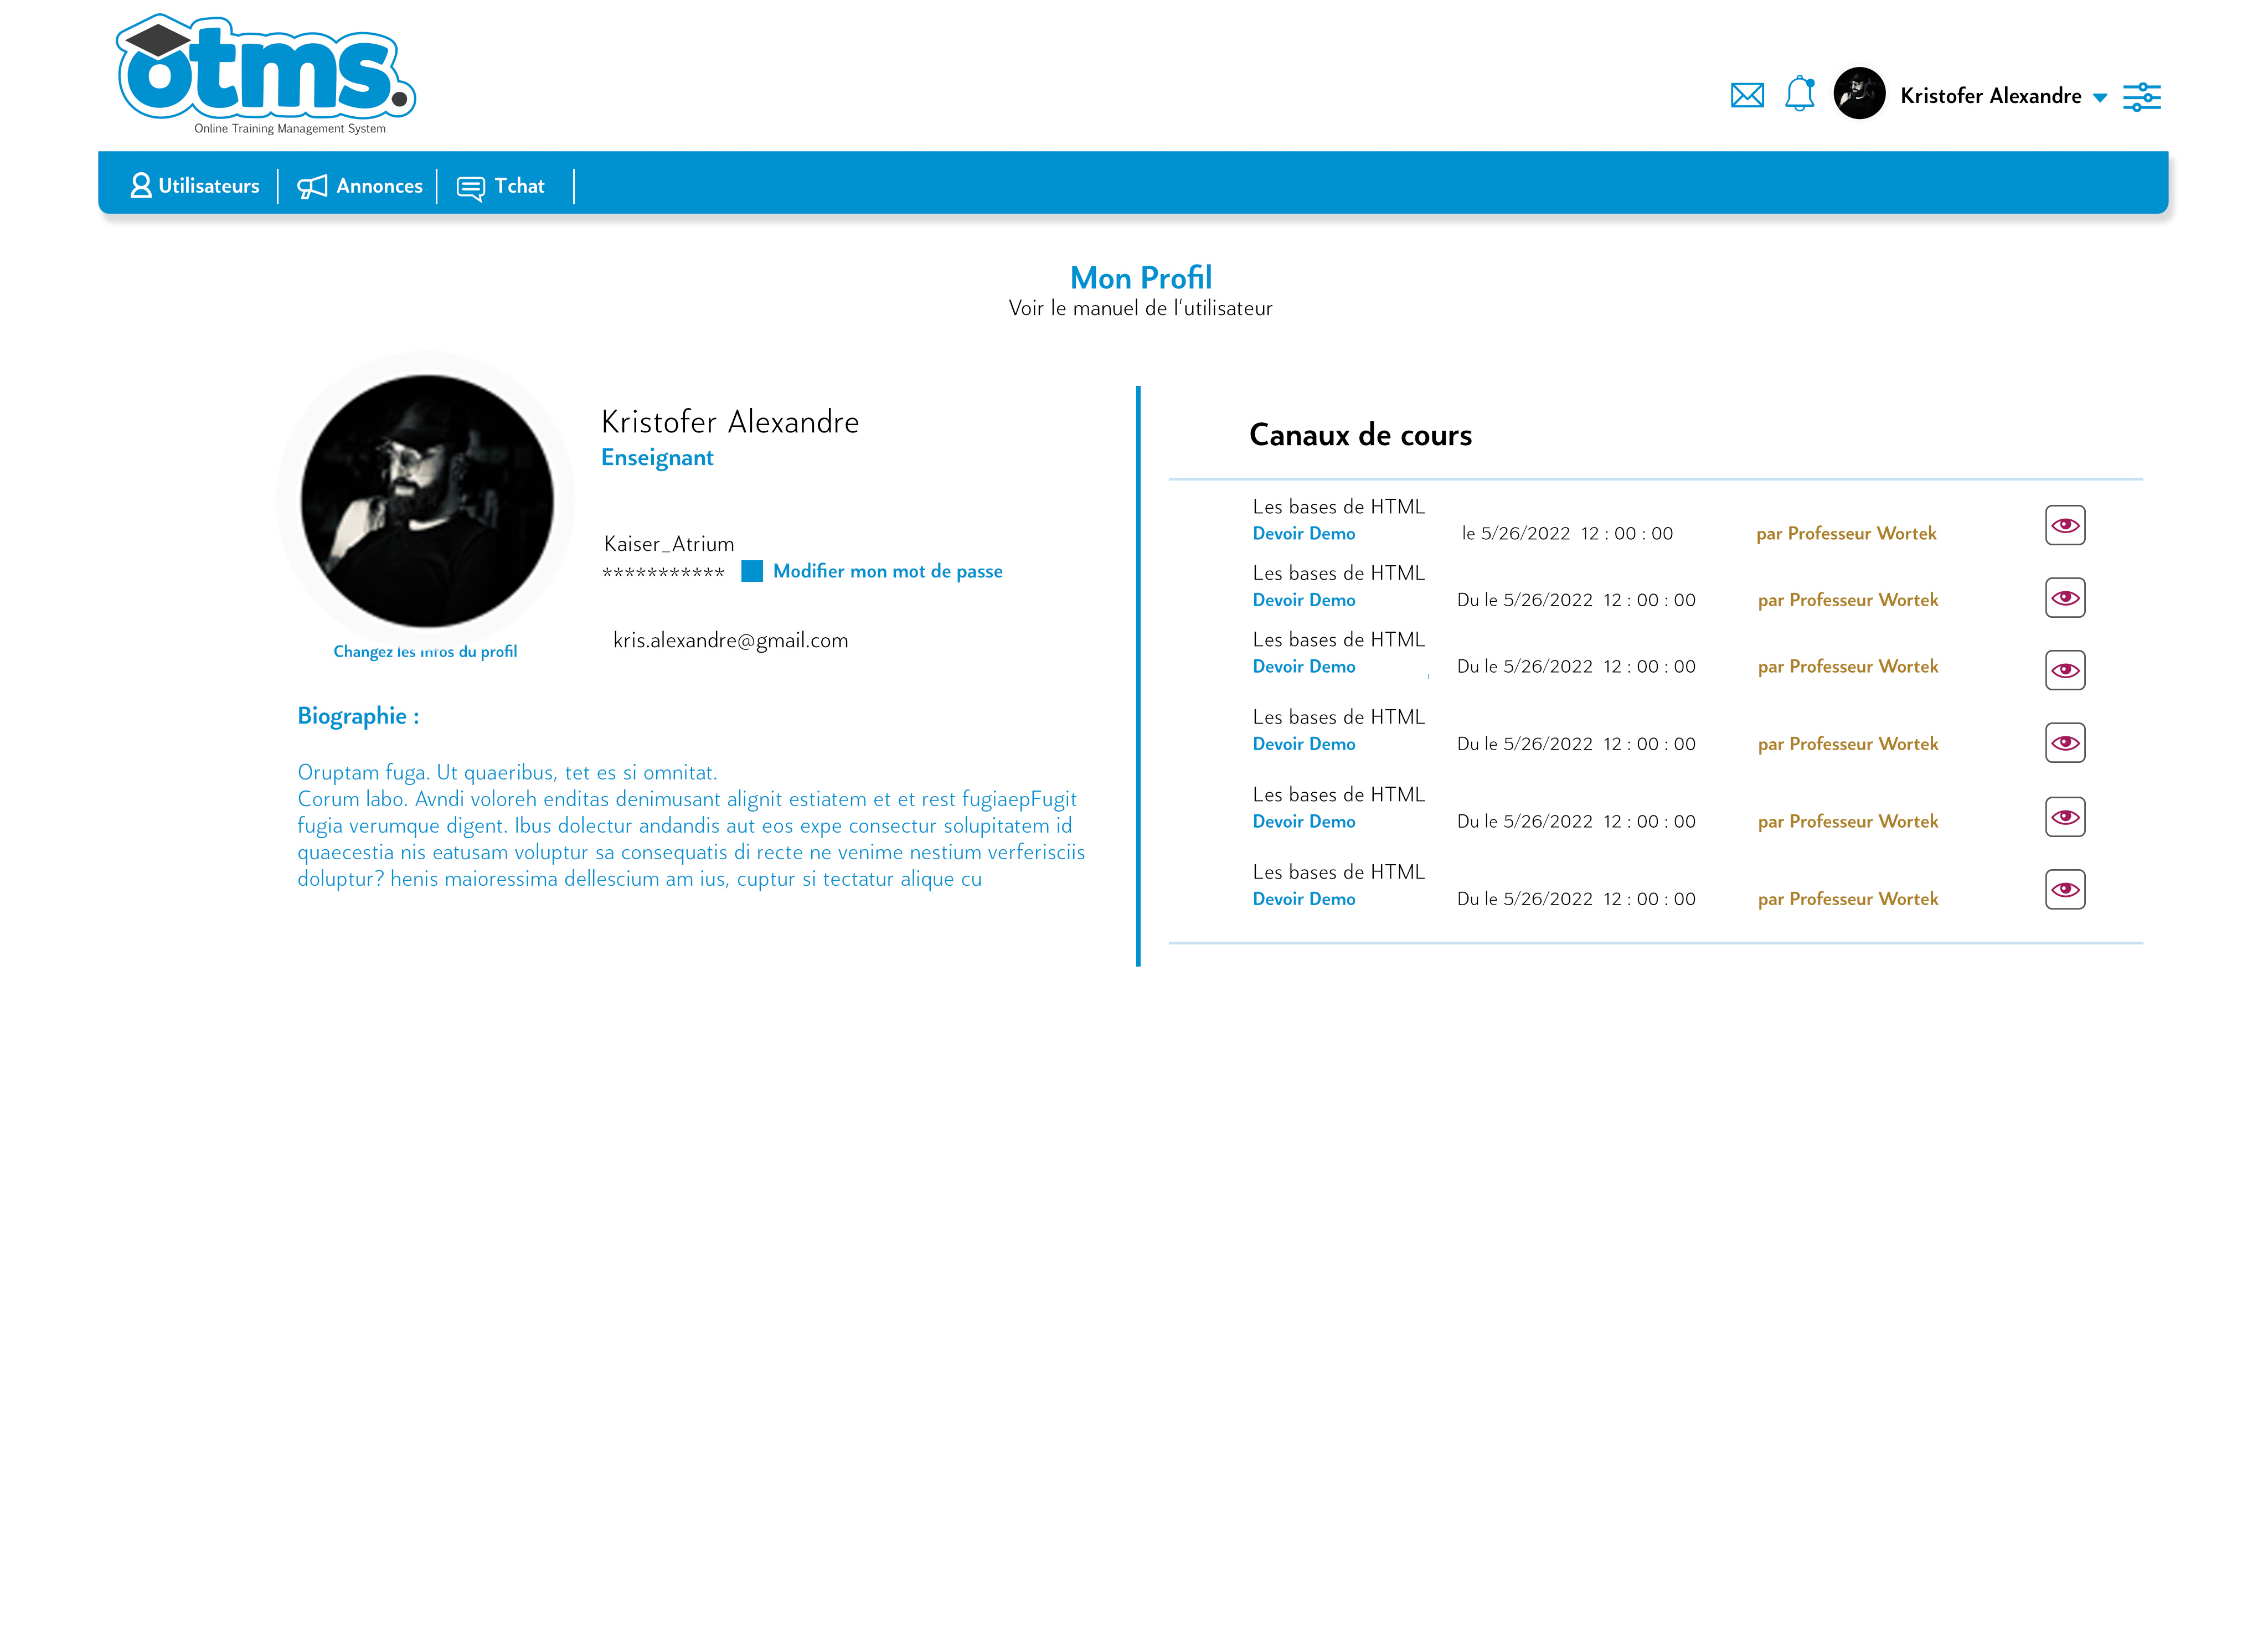 otms.
Online Training Management System.
Kristofer Alexandre
Utilisateurs
Annonces
Tchat
Mon Profil
Voir le manuel de l'utilisateur
Kristofer Alexandre
Enseignant
Kaiser_Atrium
*********** Modifier mon mot de passe
kris.alexandre@gmail.com
Changez les infos du profil
Biographie :
Oruptam fuga. Ut quaeribus, tet es si omnitat.
Corum labo. Avndi voloreh enditas denimusant alignit estiatem et et rest fugiaepFugit
fugia verumque digent. Ibus dolectur andandis aut eos expe consectur solupitatem id
quaecestia nis eatusam voluptur sa consequatis di recte ne venime nestium verferisciis
doluptur? henis maioressima dellescium am ius, cuptur si tectatur alique cu
Canaux de cours
Les bases de HTML
Devoir Demo le 5/26/2022 12 : 00 : 00 par Professeur Wortek
Les bases de HTML
Devoir Demo Du le 5/26/2022 12 : 00 : 00 par Professeur Wortek
Les bases de HTML
Devoir Demo Du le 5/26/2022 12 : 00 : 00 par Professeur Wortek
Les bases de HTML
Devoir Demo Du le 5/26/2022 12 : 00 : 00 par Professeur Wortek
Les bases de HTML
Devoir Demo Du le 5/26/2022 12 : 00 : 00 par Professeur Wortek
Les bases de HTML
Devoir Demo Du le 5/26/2022 12 : 00 : 00 par Professeur Wortek